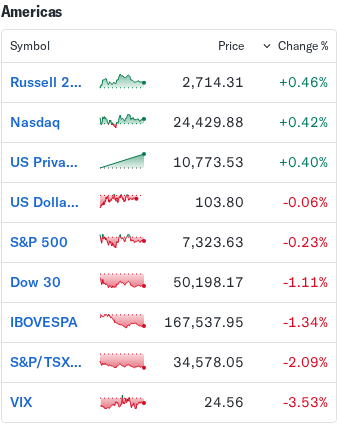 Americas
Symbol Price Change %
Russell 2... 2,714.31 +0.46%
Nasdaq 24,429.88 +0.42%
US Priva... 10,773.53 +0.40%
US Dolla... 103.80 -0.06%
S&P 500 7,323.63 -0.23%
Dow 30 50,198.17 -1.11%
IBOVESPA 167,537.95 -1.34%
S&P/TSX... 34,578.05 -2.09%
VIX 24.56 -3.53%